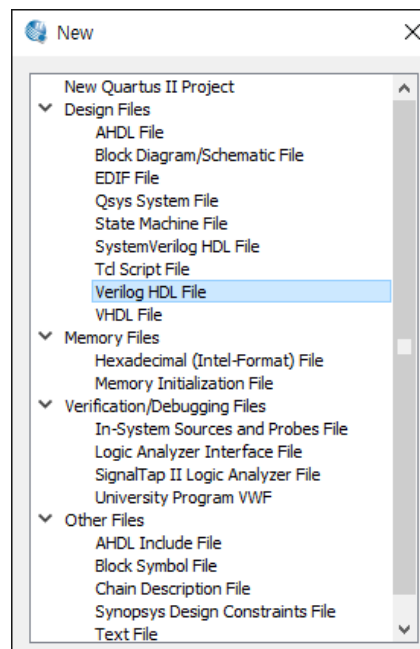 New
New Quartus II Project
Design Files
AHDL File
Block Diagram/Schematic File
EDIF File
Qsys System File
State Machine File
SystemVerilog HDL File
Tcl Script File
Verilog HDL File
VHDL File
Memory Files
Hexadecimal (Intel-Format) File
Memory Initialization File
Verification/Debugging Files
In-System Sources and Probes File
Logic Analyzer Interface File
SignalTap II Logic Analyzer File
University Program VWF
Other Files
AHDL Include File
Block Symbol File
Chain Description File
Synopsys Design Constraints File
Text File